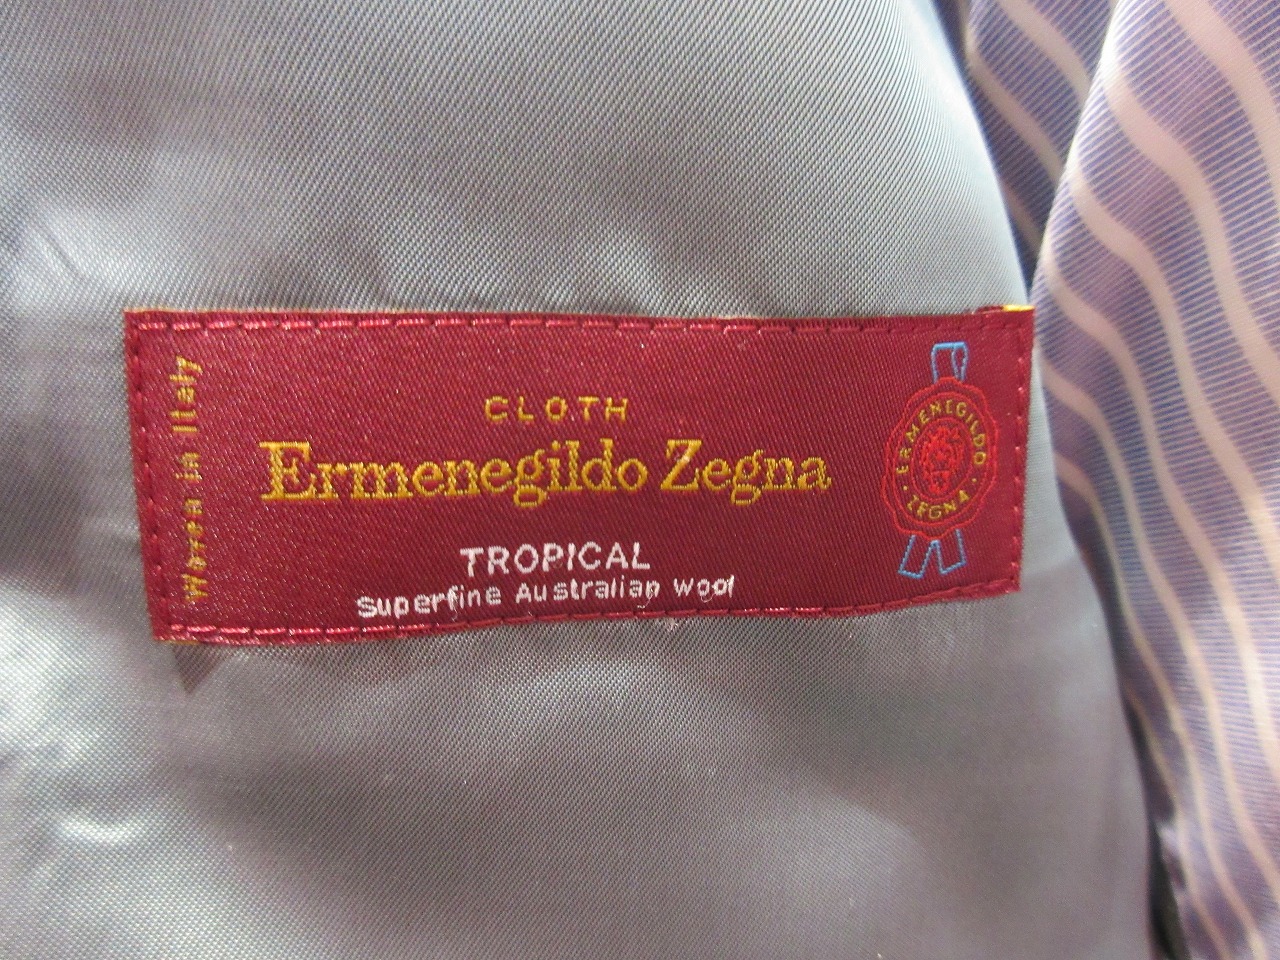 Woven in Italy
CLOTH
Ermenegildo Zegna
TROPICAL
Superfine Australian wool
ERMENEGILDO
· ZEGNA ·